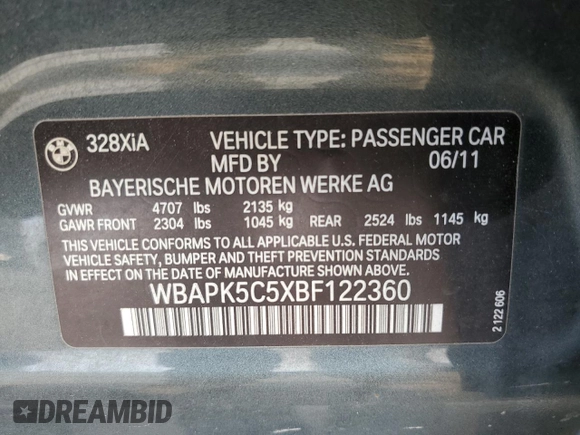 BMW
328XiA VEHICLE TYPE: PASSENGER CAR
MFD BY 06/11
BAYERISCHE MOTOREN WERKE AG
GVWR 4707 lbs 2135 kg
GAWR FRONT 2304 lbs 1045 kg REAR 2524 lbs 1145 kg
THIS VEHICLE CONFORMS TO ALL APPLICABLE U.S. FEDERAL MOTOR
VEHICLE SAFETY, BUMPER AND THEFT PREVENTION STANDARDS
IN EFFECT ON THE DATE OF MANUFACTURE SHOWN ABOVE.
WBAPK5C5XBF122360
2 122 606
DREAMBID